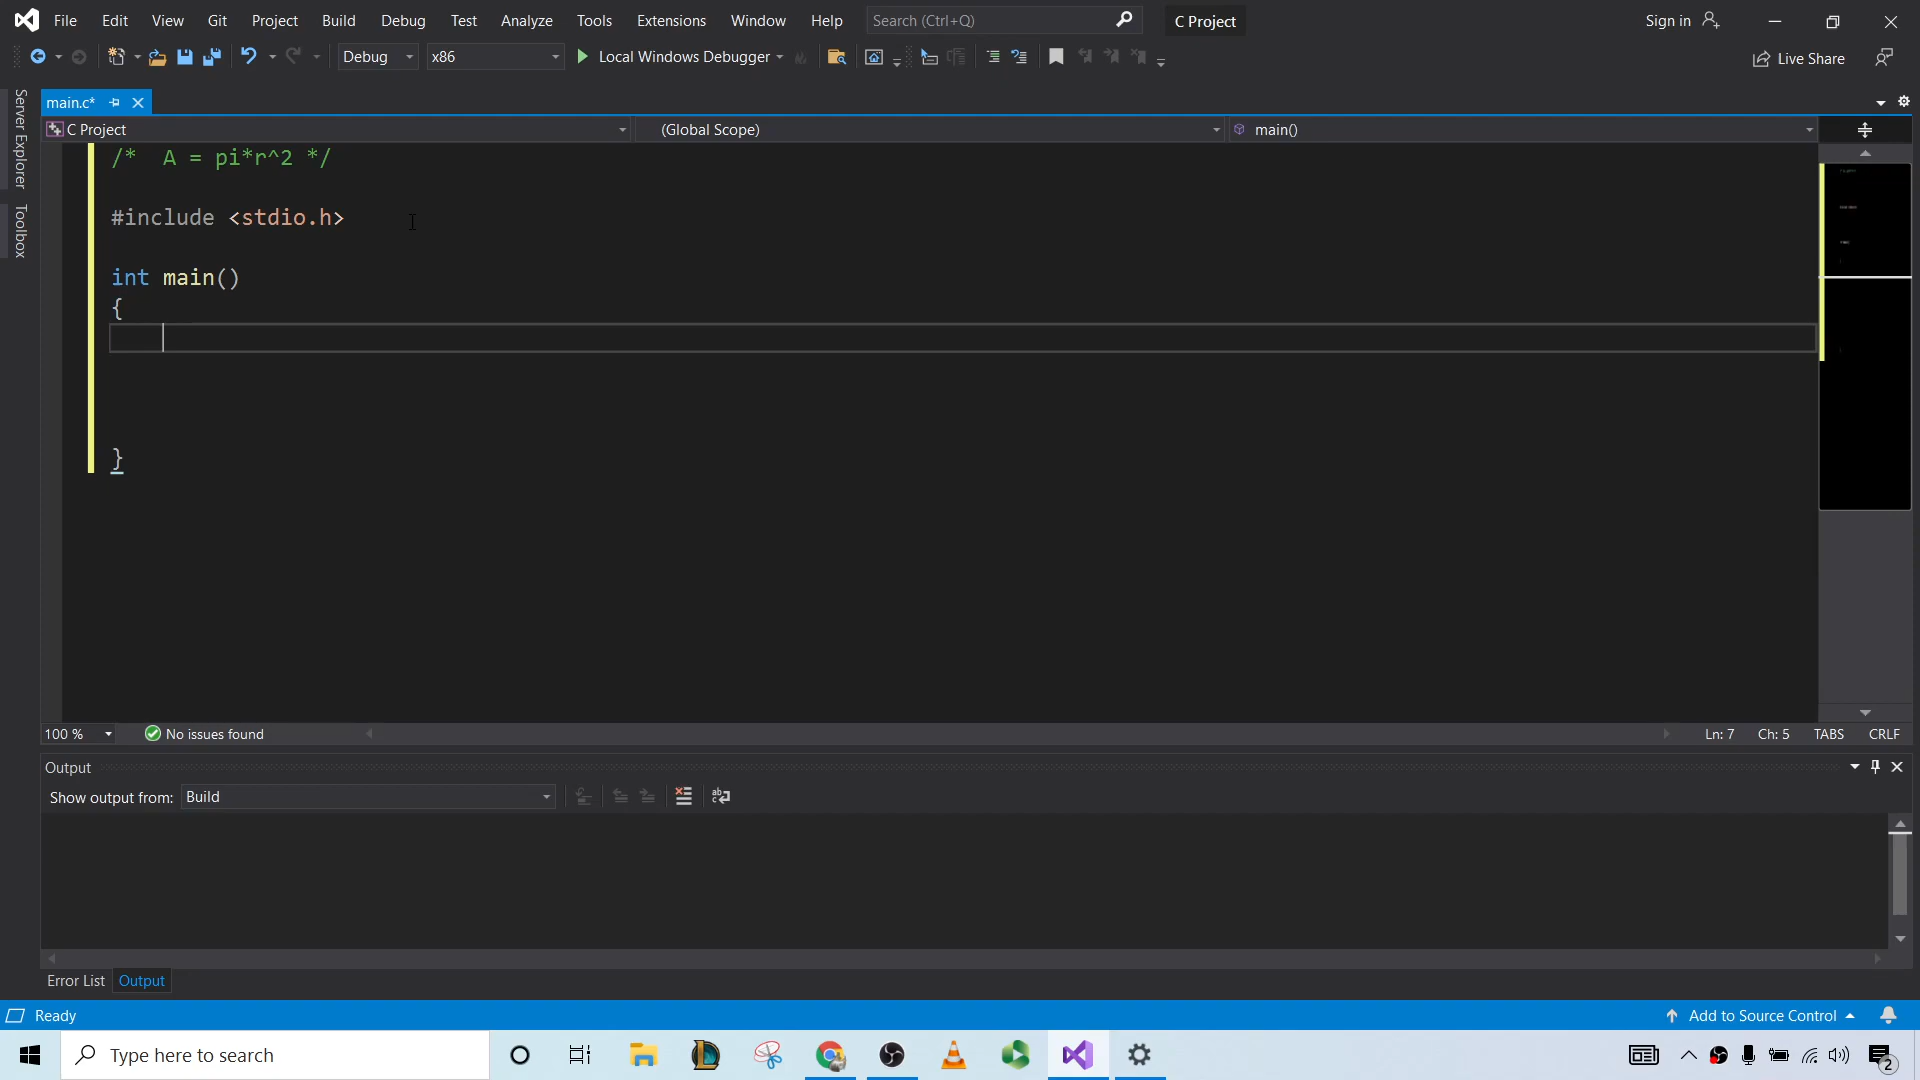 File Edit View Git Project Build Debug Test Analyze Tools Extensions Window Help Search (Ctrl+Q) C Project Sign in
Debug x86 Local Windows Debugger Live Share
Server Explorer
Toolbox
main.c*
C Project (Global Scope) main()
/*  A = pi*r^2 */
#include <stdio.h>
int main()
{
}
100 % No issues found Ln: 7 Ch: 5 TABS CRLF
Output
Show output from: Build
Error List Output
Ready Add to Source Control
Type here to search 2